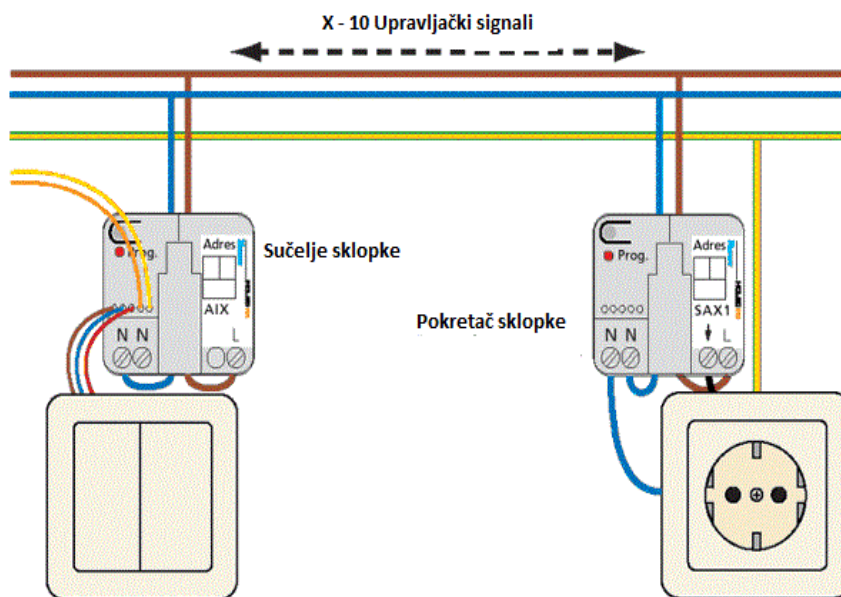 X - 10 Upravljački signali
Adres
Prog.
Sučelje sklopke
AIX
N N L
Adres
Prog.
Pokretač sklopke
SAX1
N N L